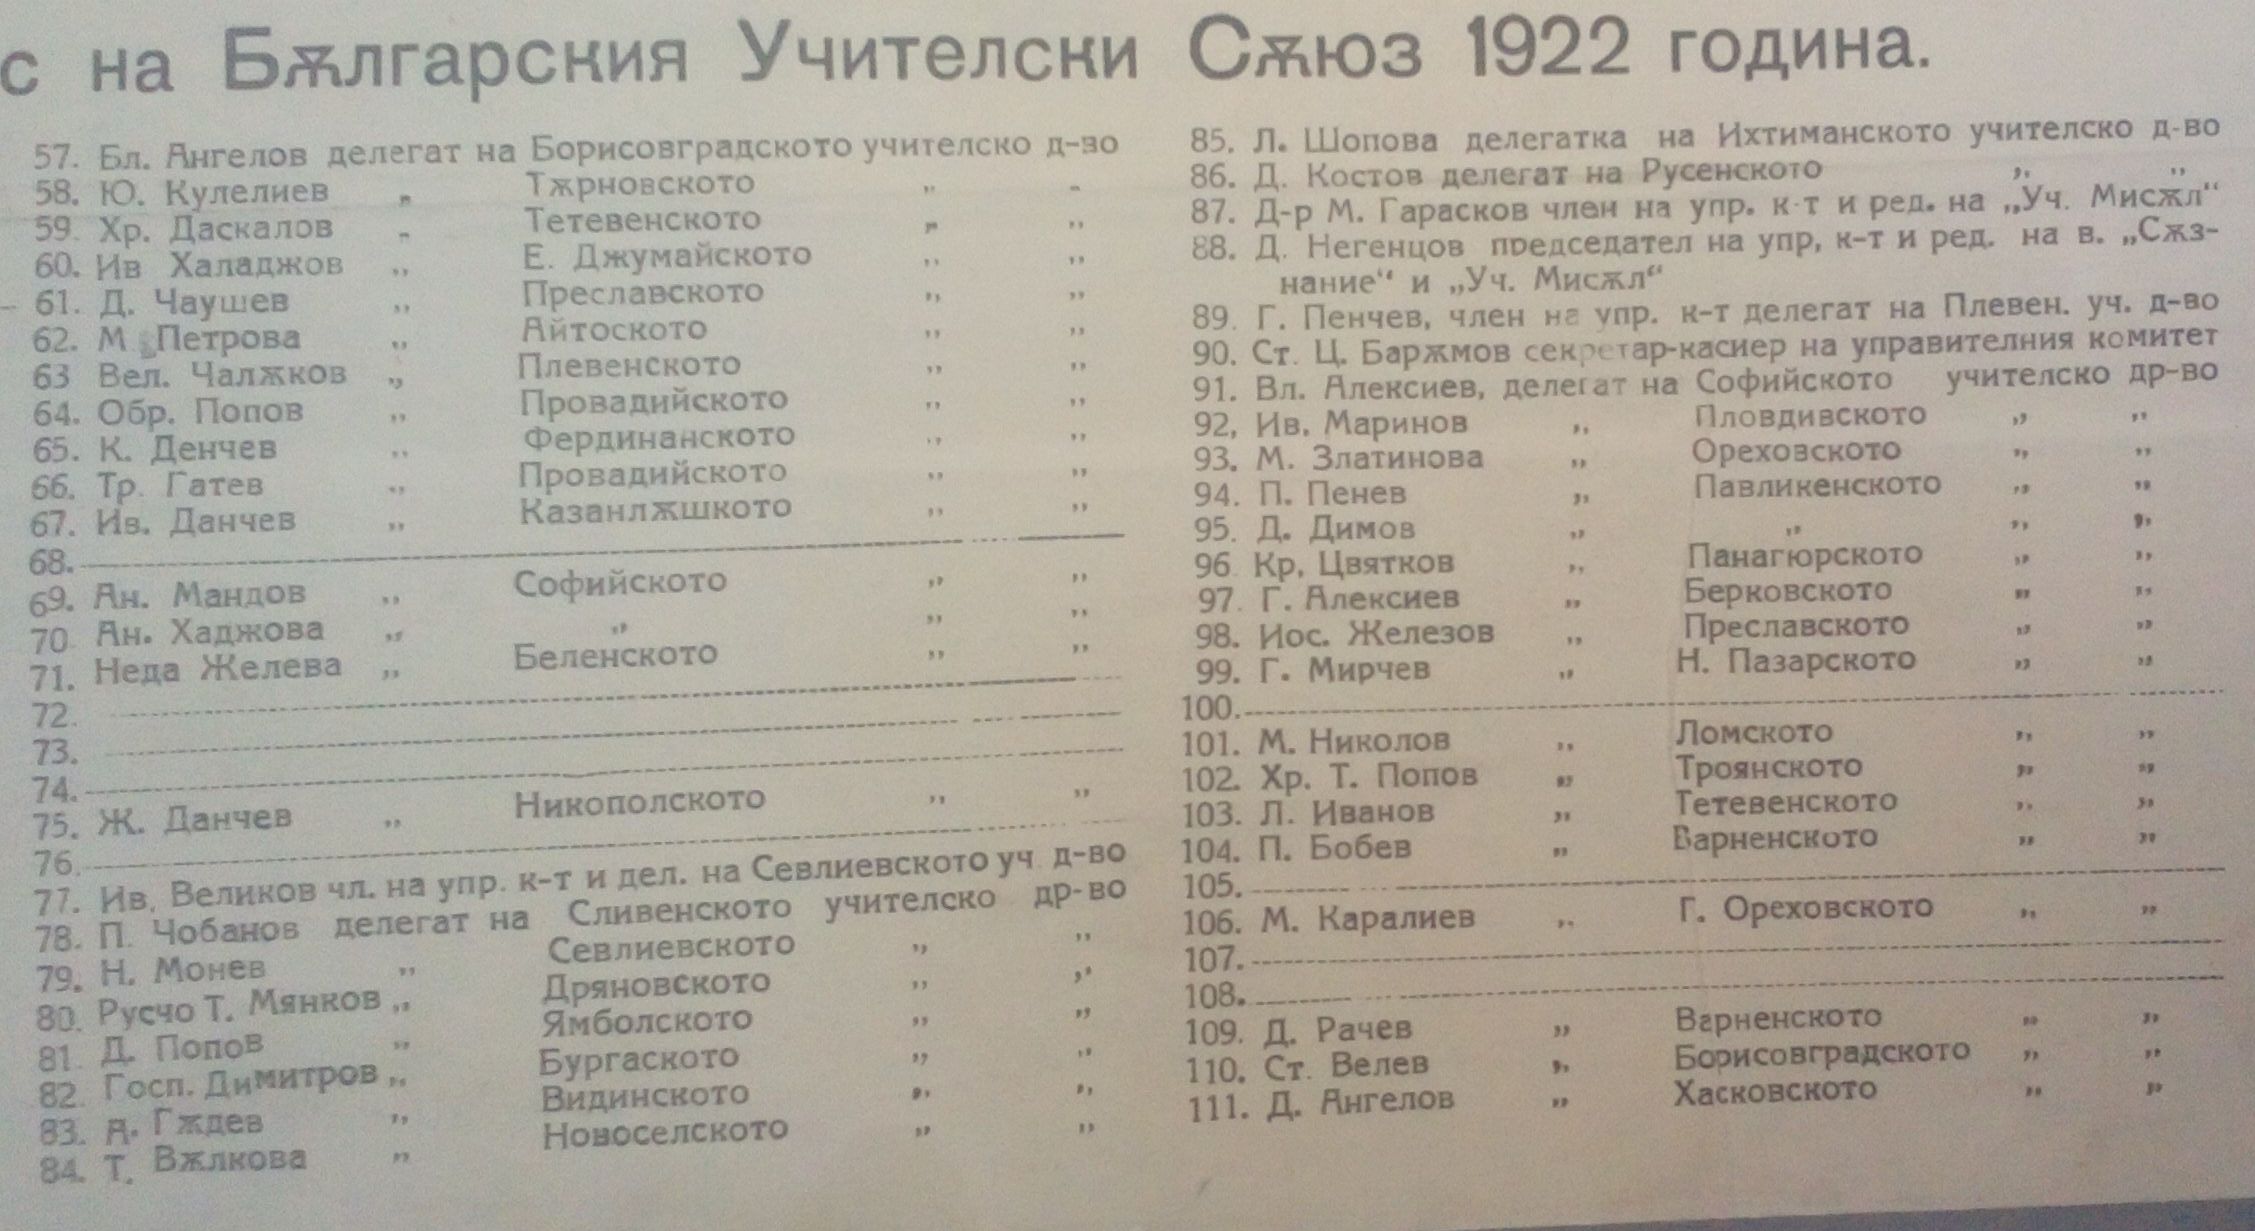 с на Бѫлгарския Учителски Сѫюз 1922 година.
57. Бл. Ангелов делегат на Борисовградското учителско д-во
58. Ю. Кулелиев „ Тѫрновското „ „
59. Хр. Даскалов „ Тетевенското „ „
60. Ив Халаджов „ Е. Джумайското „ „
61. Д. Чаушев „ Преславското „ „
62. М Петрова „ Айтоското „ „
63 Вел. Чалѫков „ Плевенското „ „
64. Обр. Попов „ Провадийското „ „
65. К. Денчев „ Фердинанското „ „
66. Тр. Гатев „ Провадийското „ „
67. Ив. Данчев „ Казанлѫшкото „ „
68.
69. Ан. Мандов „ Софийското „ „
70 Ан. Хаджова „ „ „ „
71. Неда Желева „ Беленското „ „
72.
73.
74.
75. Ж. Данчев „ Никополското „ „
76.
77. Ив. Великов чл. на упр. к-т и дел. на Севлиевското уч д-во
78. П. Чобанов делегат на Сливенското учителско др-во
79. Н. Монев „ Севлиевското „ „
80. Русчо Т. Мянков „ Дряновското „ „
81 Д. Попов „ Ямболското „ „
82 Госп. Димитров „ Бургаското „ „
83. А. Гѫдев „ Видинското „ „
84. Т. Вѫлкова „ Новоселското „ „
85. Л. Шопова делегатка на Ихтиманското учителско д-во
86. Д. Костов делегат на Русенското „ „
87. Д-р М. Гарасков член на упр. к-т и ред. на „Уч. Мисѫл“
88. Д. Негенцов председател на упр, к-т и ред. на в. „Сѫз-
нание“ и „Уч. Мисѫл“
89. Г. Пенчев, член на упр. к-т делегат на Плевен. уч. д-во
90. Ст. Ц. Барѫмов секретар-касиер на управителния комитет
91. Вл. Алексиев, делегат на Софийското учителско др-во
92, Ив. Маринов „ Пловдивското „ „
93. М. Златинова „ Ореховското „ „
94. П. Пенев „ Павликенското „ „
95. Д. Димов „ „ „ „
96 Кр. Цвятков „ Панагюрското „ „
97. Г. Алексиев „ Берковското „ „
98. Иос. Железов „ Преславското „ „
99. Г. Мирчев „ Н. Пазарското „ „
100.
101. М. Николов „ Ломското „ „
102. Хр. Т. Попов „ Троянското „ „
103. Л. Иванов „ Тетевенското „ „
104. П. Бобев „ Варненското „ „
105.
106. М. Каралиев „ Г. Ореховското „ „
107.
108.
109. Д. Рачев „ Варненското „ „
110. Ст. Велев „ Борисовградското „ „
111. Д. Ангелов „ Хасковското „ „